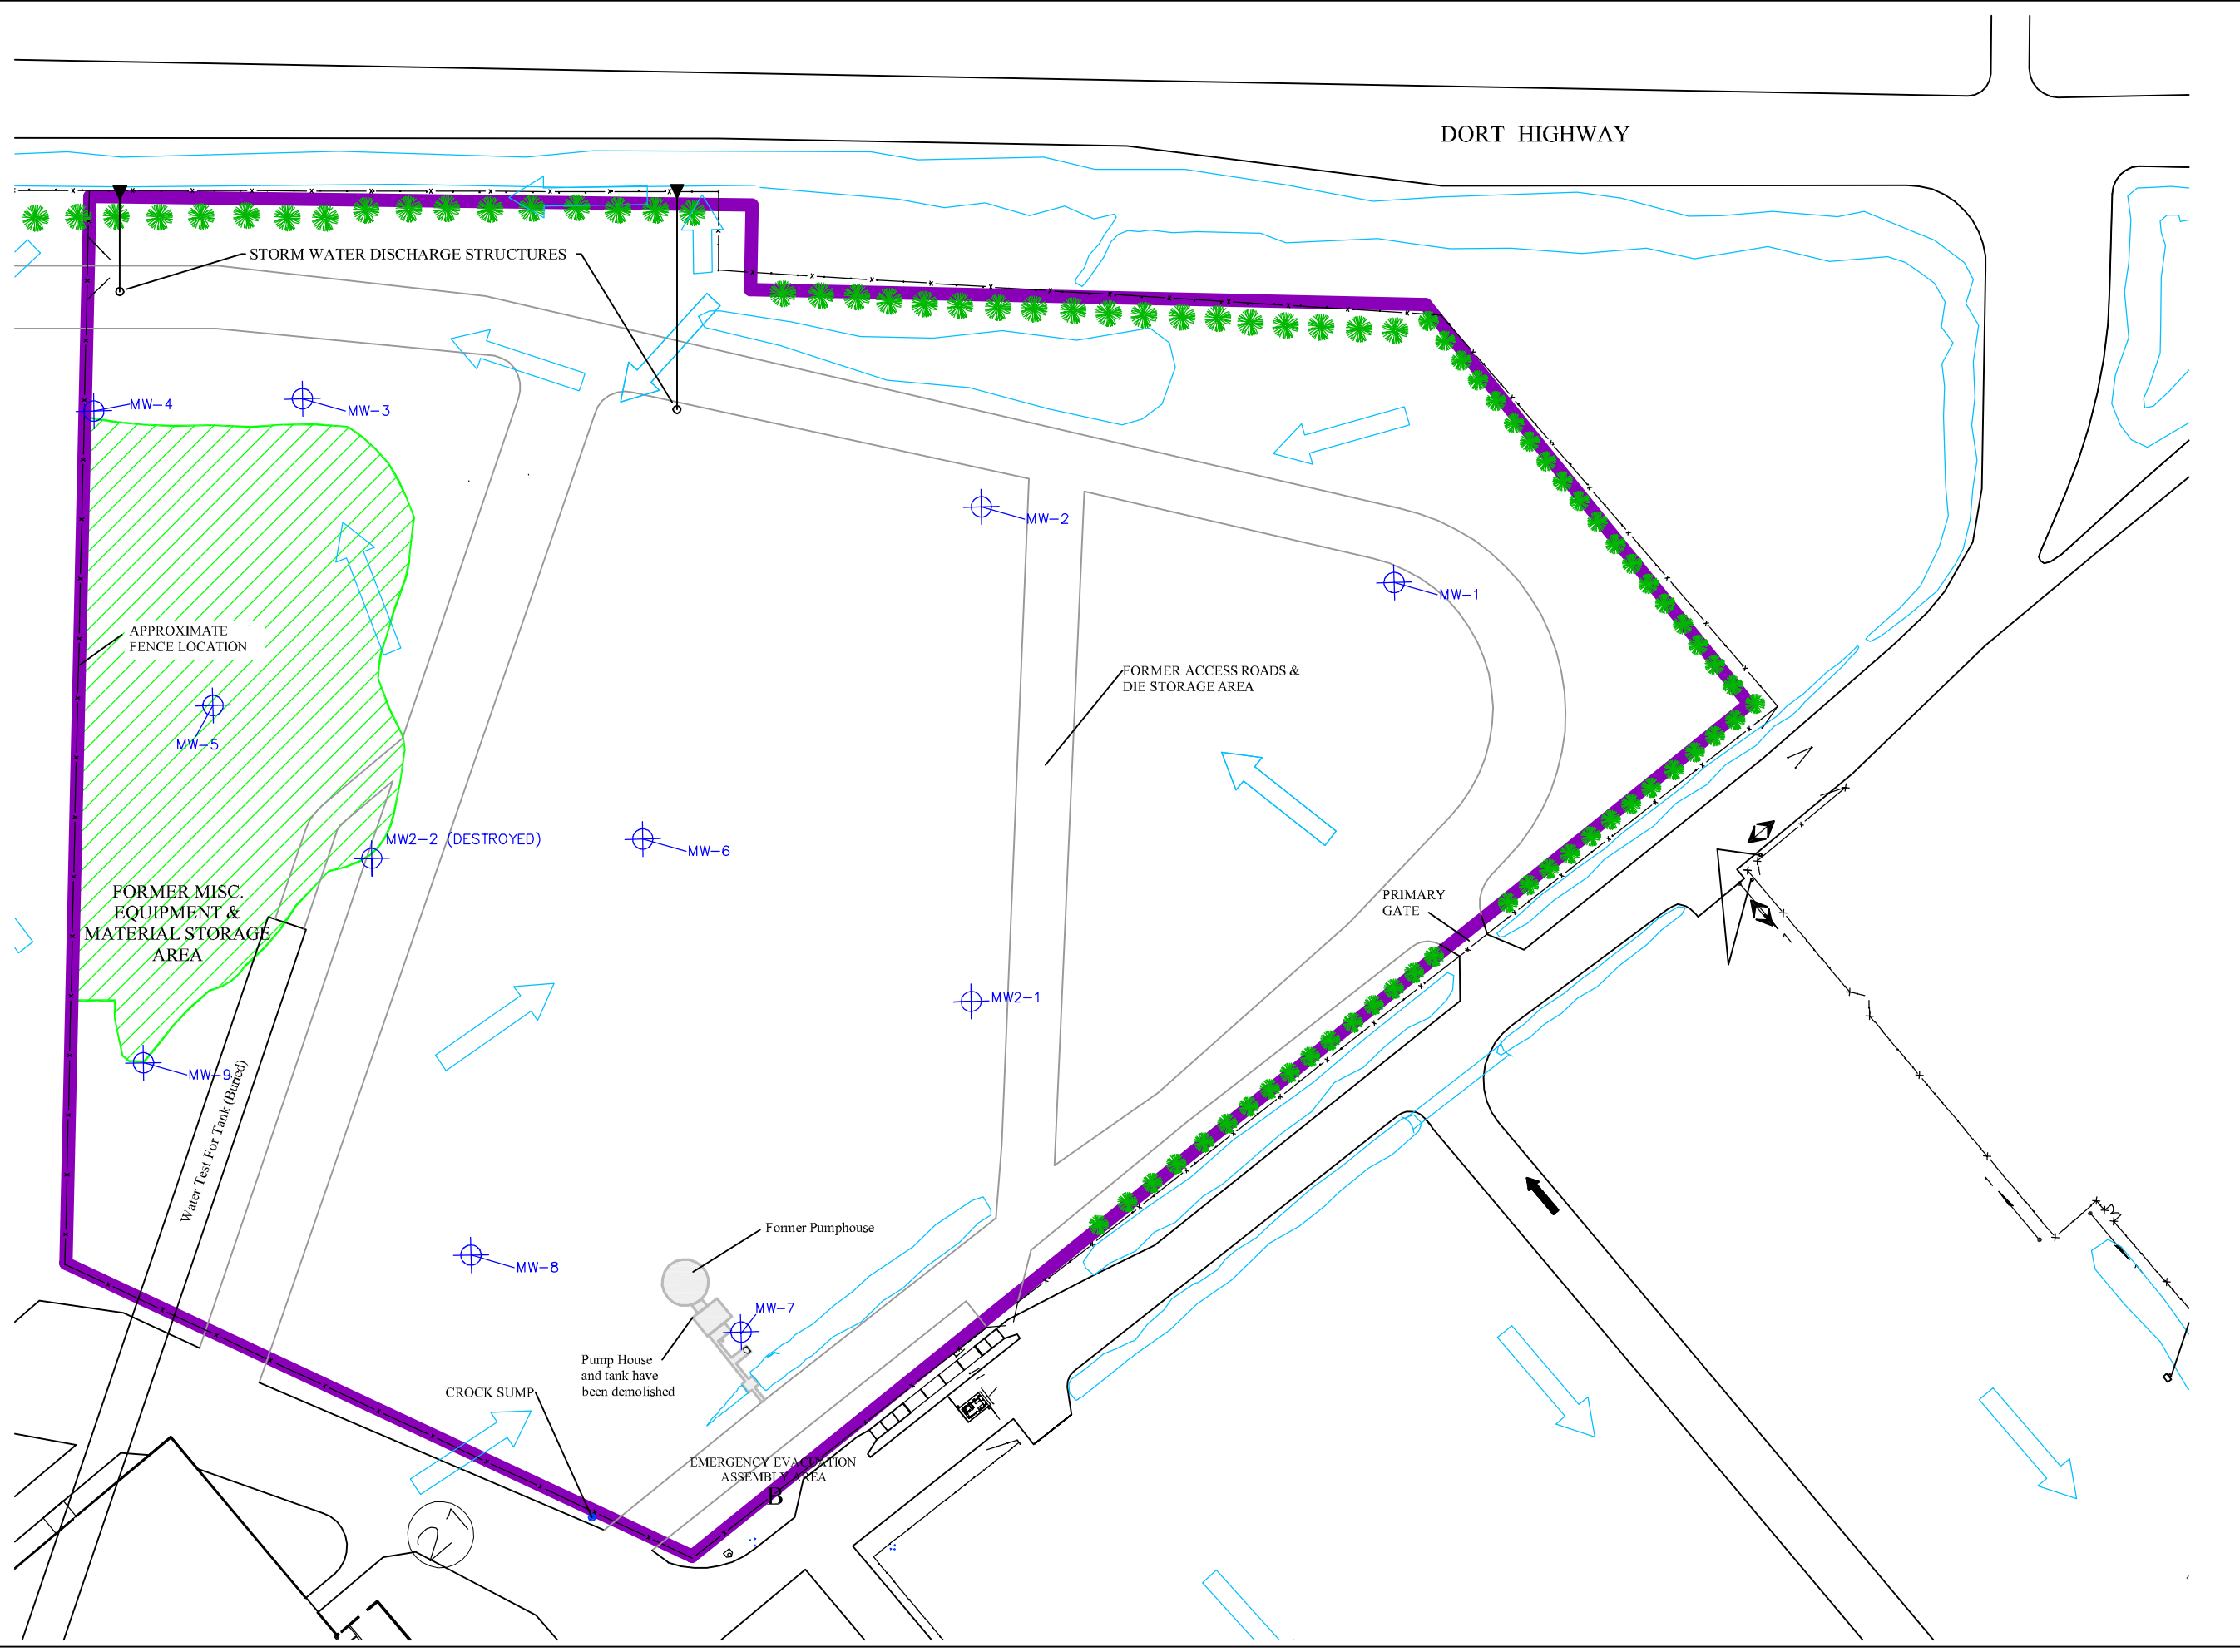 DORT HIGHWAY
STORM WATER DISCHARGE STRUCTURES
MW-4
MW-3
MW-2
MW-1
APPROXIMATE
FENCE LOCATION
FORMER ACCESS ROADS &
DIE STORAGE AREA
MW-5
MW2-2 (DESTROYED)
MW-6
FORMER MISC.
EQUIPMENT &
MATERIAL STORAGE
AREA
PRIMARY
GATE
MW2-1
MW-9
Water Test For Tank (Buried)
Former Pumphouse
MW-8
MW-7
Pump House
and tank have
been demolished
CROCK SUMP
EMERGENCY EVACUATION
ASSEMBLY AREA
B
21